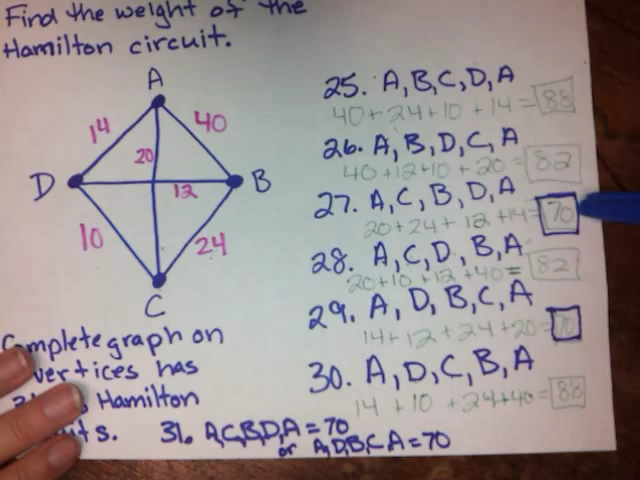 Find the weight of the
Hamilton circuit.
A
14
40
20
D
12
B
10
24
C
25. A,B,C,D,A
40+24+10+14=88
26. A,B,D,C,A
40+12+10+20=82
27. A,C,B,D,A
20+24+12+14=70
28. A,C,D,B,A
20+10+12+40=82
29. A,D,B,C,A
14+12+24+20=70
30. A,D,C,B,A
14+10+24+40=88
Complete graph on
vertices has
Hamilton
31. A,C,B,D,A=70
or A,D,B,C,A=70